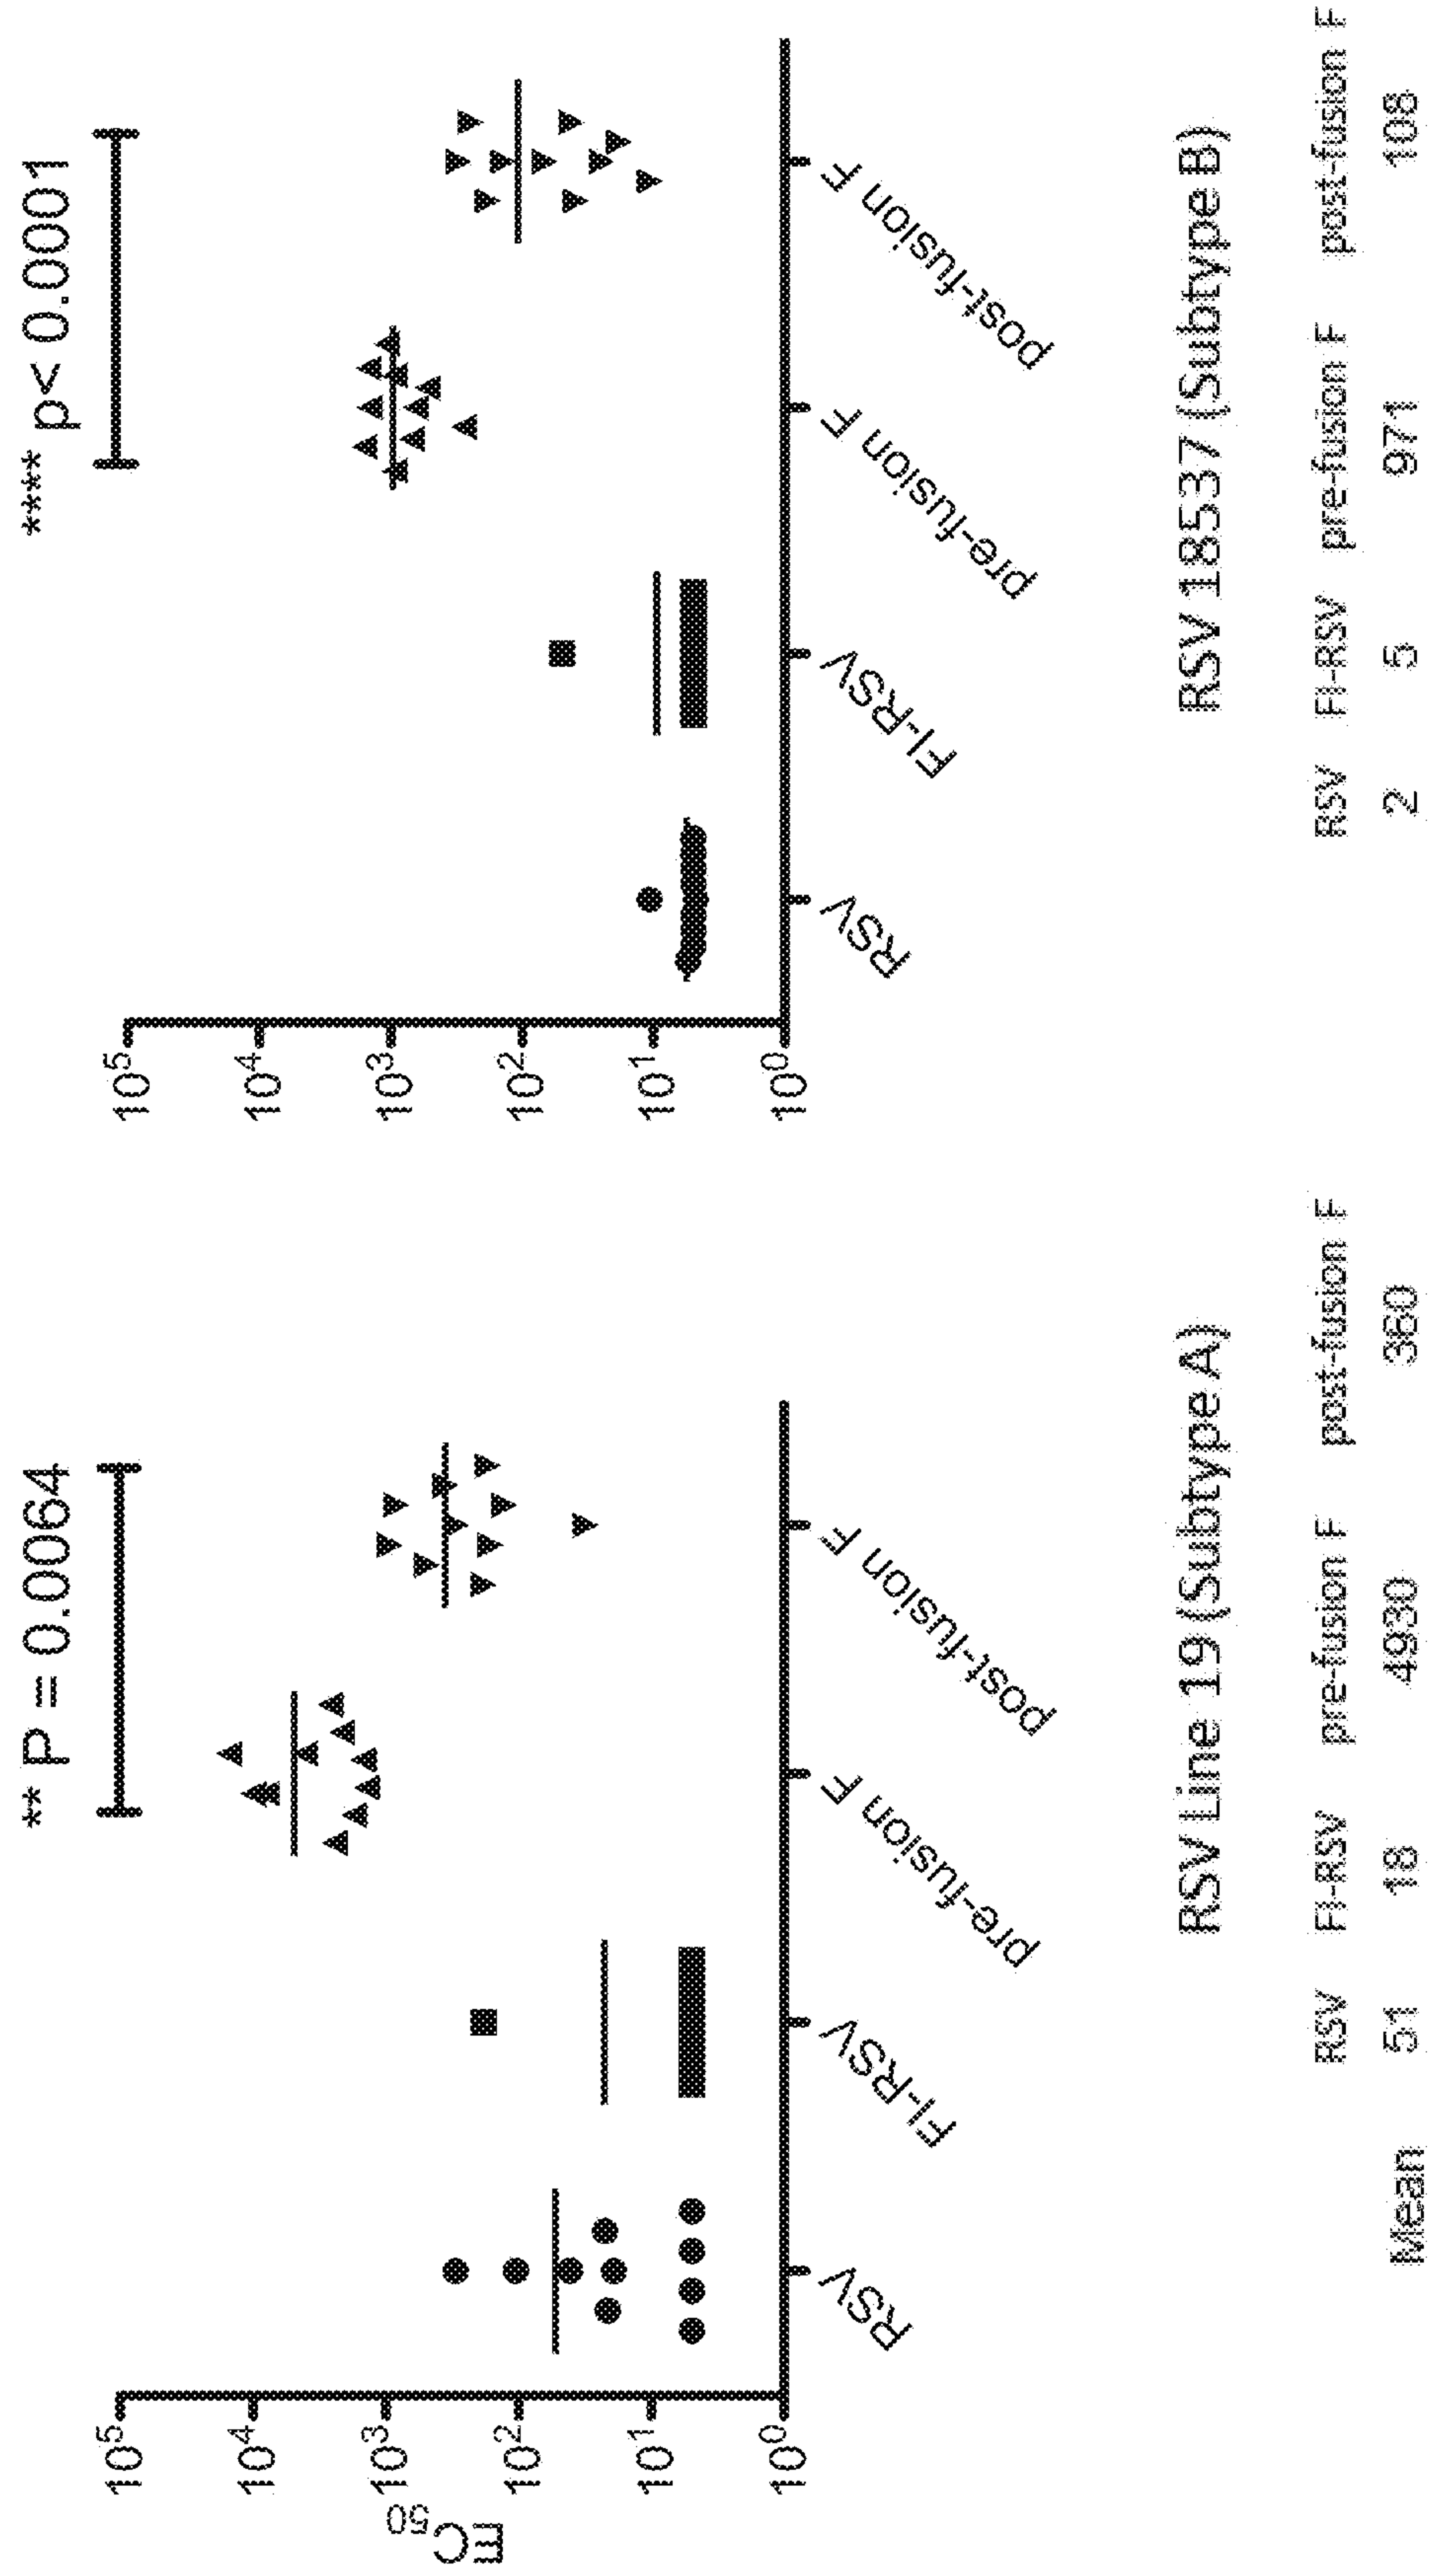 ** P = 0.0064
EC50
10^5
10^4
10^3
10^2
10^1
10^0
RSV
FI-RSV
pre-fusion F
post-fusion F
RSV Line 19 (Subtype A)
RSV FI-RSV pre-fusion F post-fusion F
Mean 51 18 4930 360
**** p< 0.0001
10^5
10^4
10^3
10^2
10^1
10^0
RSV
FI-RSV
pre-fusion F
post-fusion F
RSV 18537 (Subtype B)
RSV FI-RSV pre-fusion F post-fusion F
2 5 971 108